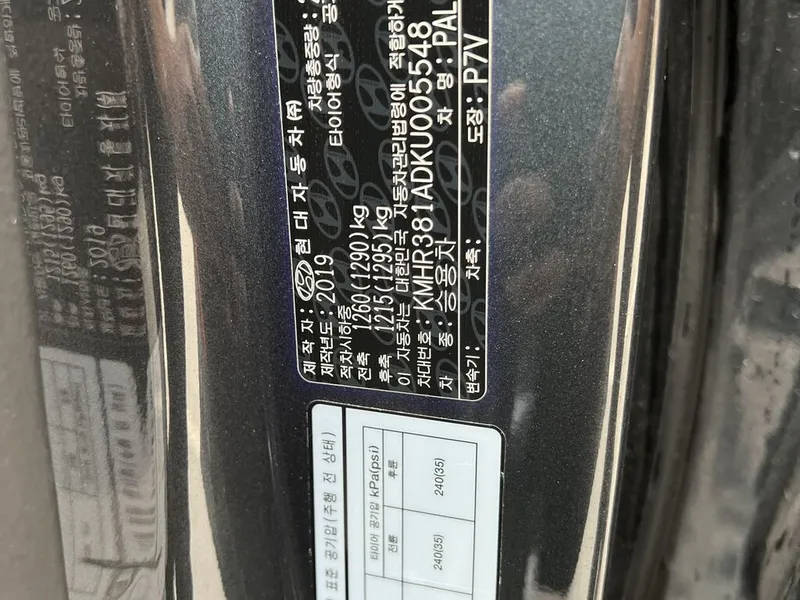 제 작 자 : 현 대 자 동 차 ㈜
제작년도 : 2019 차량총중량 :
적차시하중 타이어형식 공
전축 1260(1290)kg
후축 1215(1295)kg
이 자동차는 대한민국 자동차관리법령에 적합하게
차대번호 : KMHR381ADKU005548
차 종 : 승용차 차 명 : PAL
변속기 : 차축 : 도장 : P7V
표준 공기압(주행 전 상태)
타이어 공기압 kPa(psi)
전륜 후륜
240(35) 240(35)